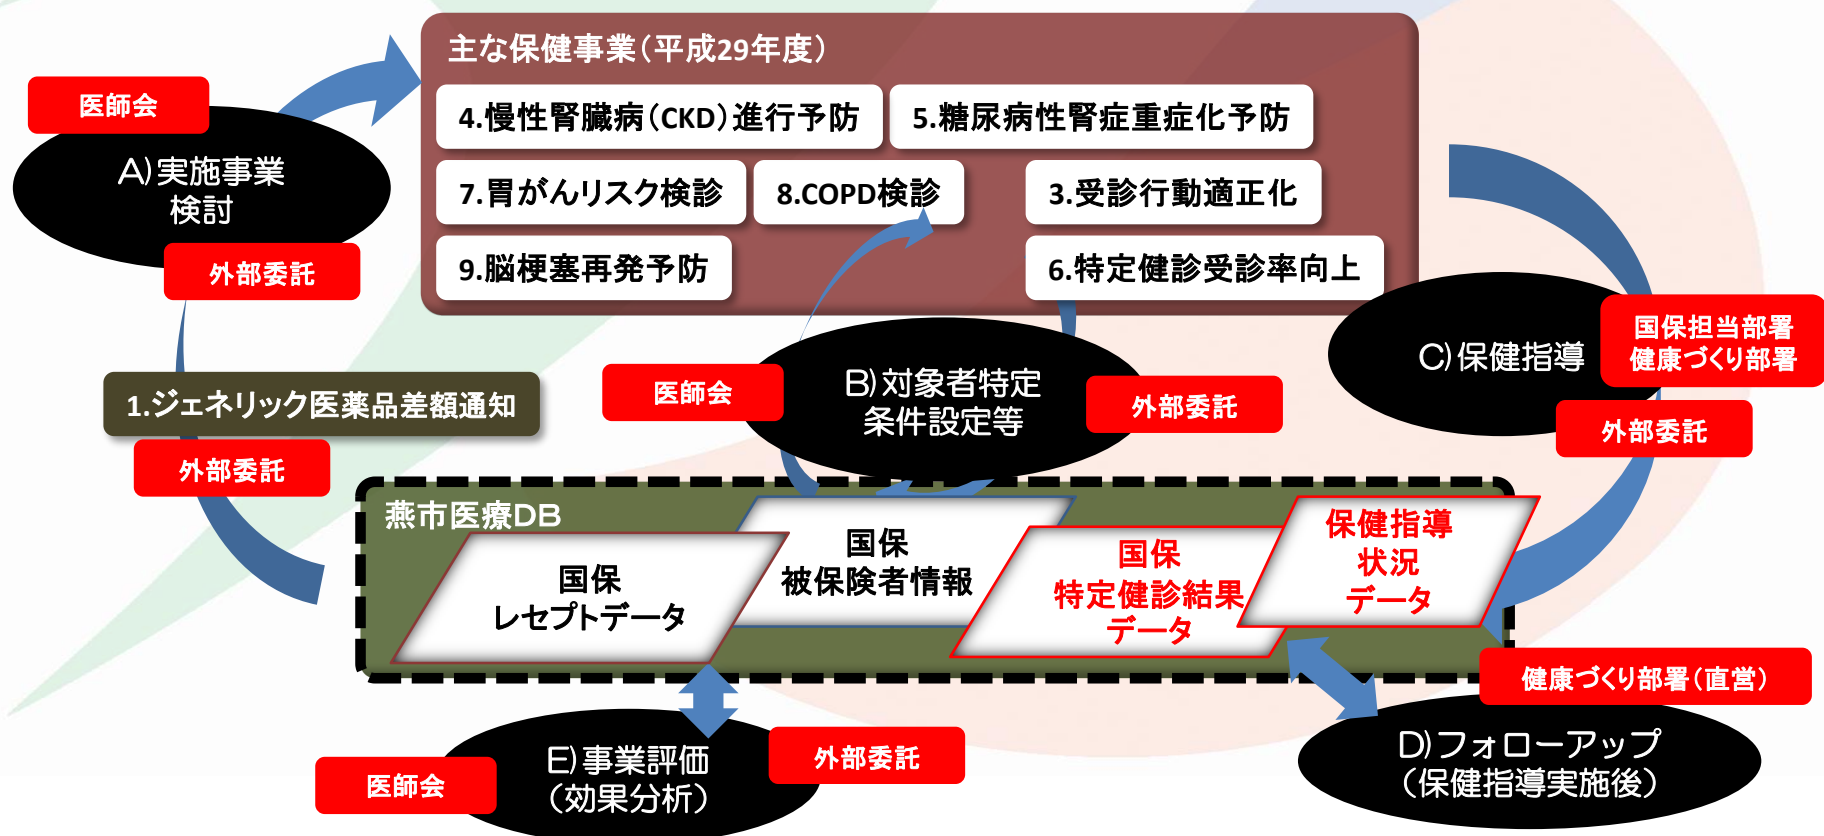 主な保健事業（平成29年度）
医師会
4.慢性腎臓病（CKD）進行予防
5.糖尿病性腎症重症化予防
A）実施事業
検討
7.胃がんリスク検診
8.COPD検診
3.受診行動適正化
外部委託
9.脳梗塞再発予防
6.特定健診受診率向上
国保担当部署
健康づくり部署
C）保健指導
1.ジェネリック医薬品差額通知
医師会
B）対象者特定
条件設定等
外部委託
外部委託
外部委託
燕市医療DB
国保
レセプトデータ
国保
被保険者情報
国保
特定健診結果
データ
保健指導
状況
データ
健康づくり部署（直営）
E）事業評価
（効果分析）
外部委託
医師会
D）フォローアップ
（保健指導実施後）